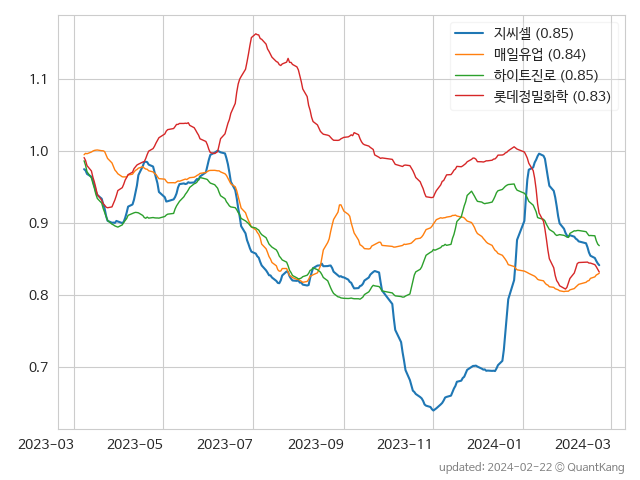 지씨셀 (0.85)
매일유업 (0.84)
하이트진로 (0.85)
롯데정밀화학 (0.83)
1.1
1.0
0.9
0.8
0.7
2023-03 2023-05 2023-07 2023-09 2023-11 2024-01 2024-03
updated: 2024-02-22 © QuantKang